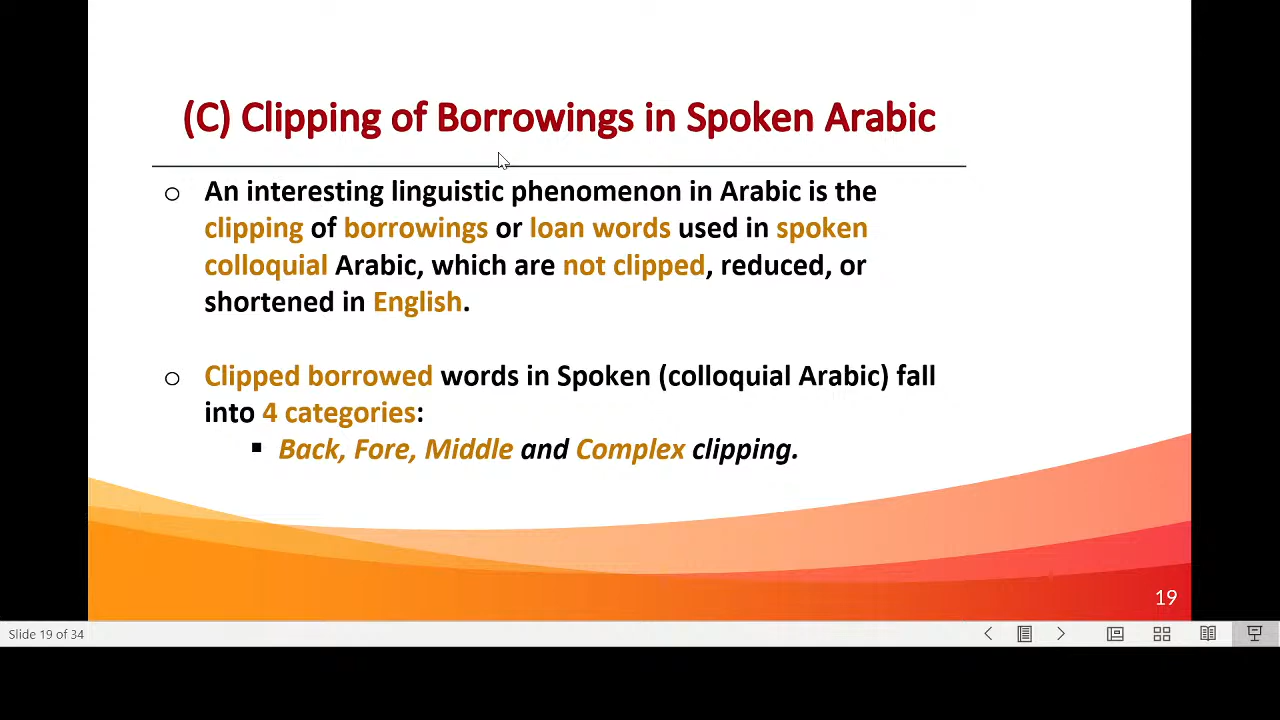 (C) Clipping of Borrowings in Spoken Arabic
o An interesting linguistic phenomenon in Arabic is the
clipping of borrowings or loan words used in spoken
colloquial Arabic, which are not clipped, reduced, or
shortened in English.
o Clipped borrowed words in Spoken (colloquial Arabic) fall
into 4 categories:
▪ Back, Fore, Middle and Complex clipping.
19
Slide 19 of 34